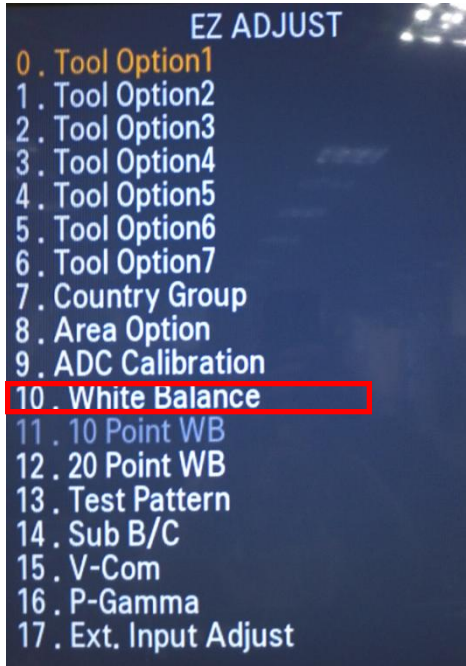 EZ ADJUST
0 . Tool Option1
1 . Tool Option2
2 . Tool Option3
3 . Tool Option4
4 . Tool Option5
5 . Tool Option6
6 . Tool Option7
7 . Country Group
8 . Area Option
9 . ADC Calibration
10 . White Balance
11 . 10 Point WB
12 . 20 Point WB
13 . Test Pattern
14 . Sub B/C
15 . V-Com
16 . P-Gamma
17 . Ext. Input Adjust